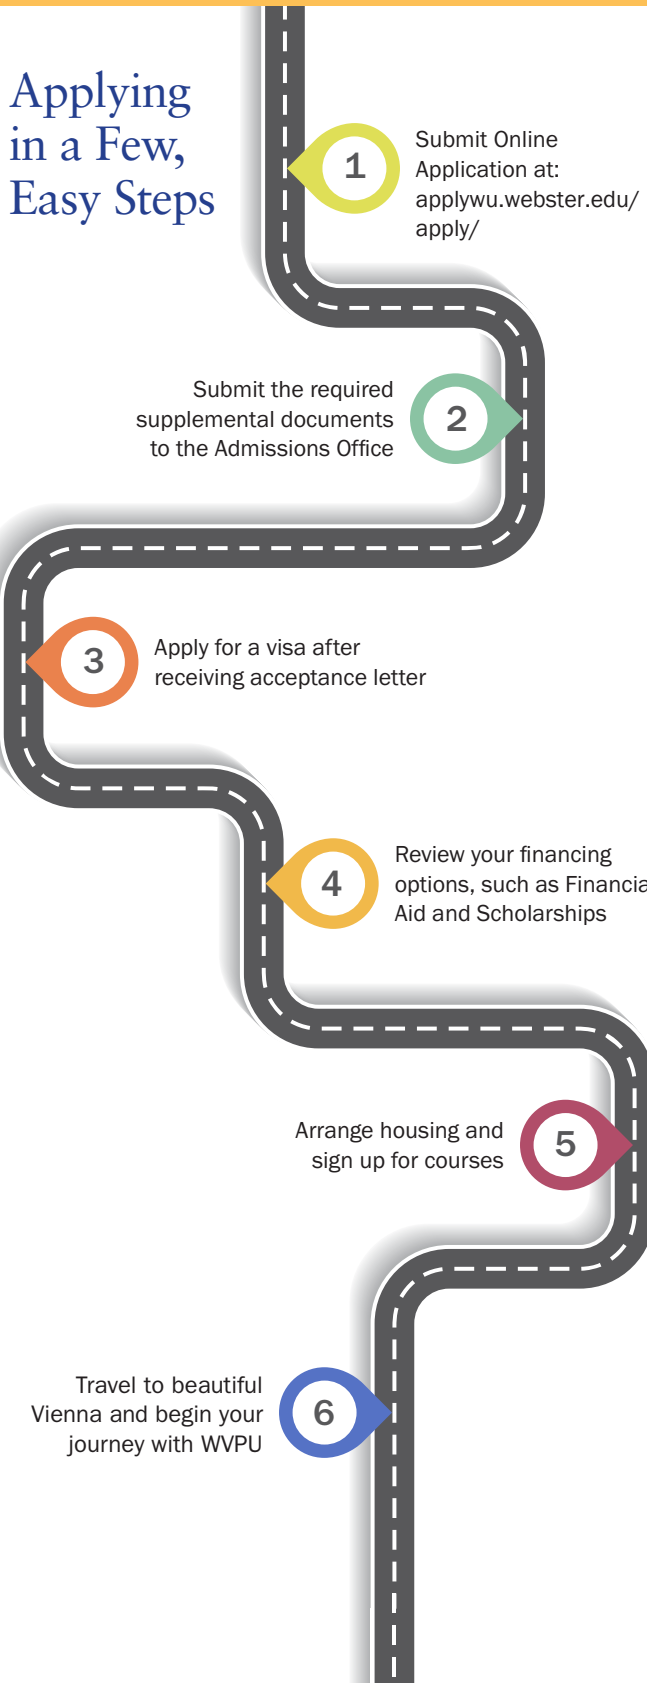 Applying
in a Few,
Easy Steps
1
Submit Online
Application at:
applywu.webster.edu/
apply/
Submit the required
supplemental documents
to the Admissions Office
2
3
Apply for a visa after
receiving acceptance letter
4
Review your financing
options, such as Financia
Aid and Scholarships
Arrange housing and
sign up for courses
5
Travel to beautiful
Vienna and begin your
journey with WVPU
6